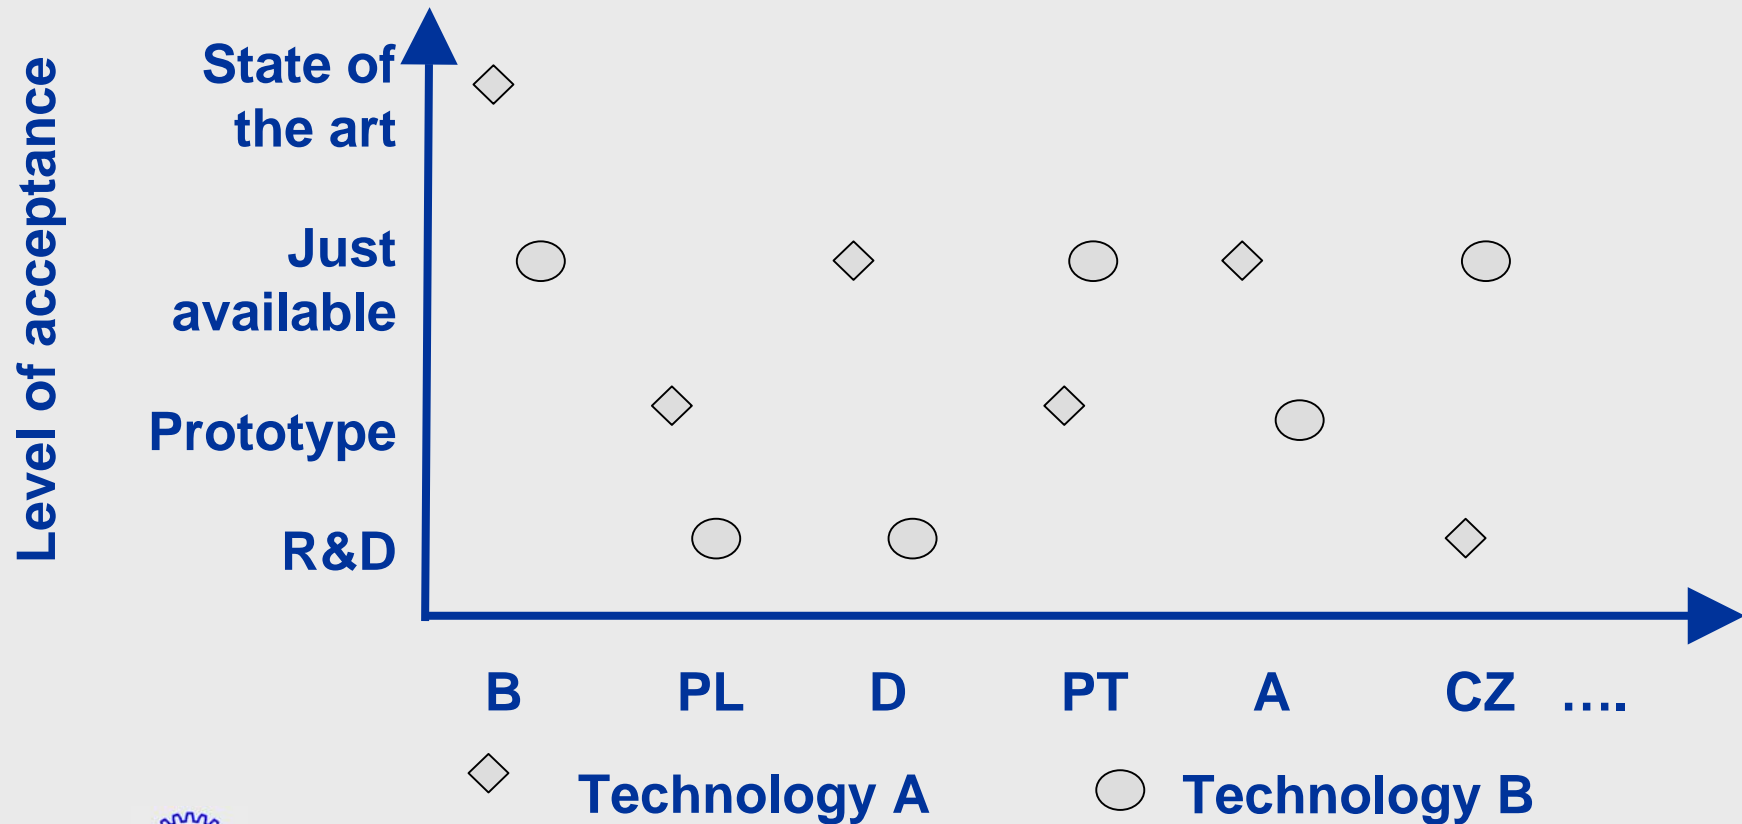 Level of acceptance
State of
the art
Just
available
Prototype
R&D
B PL D PT A CZ ….
Technology A Technology B